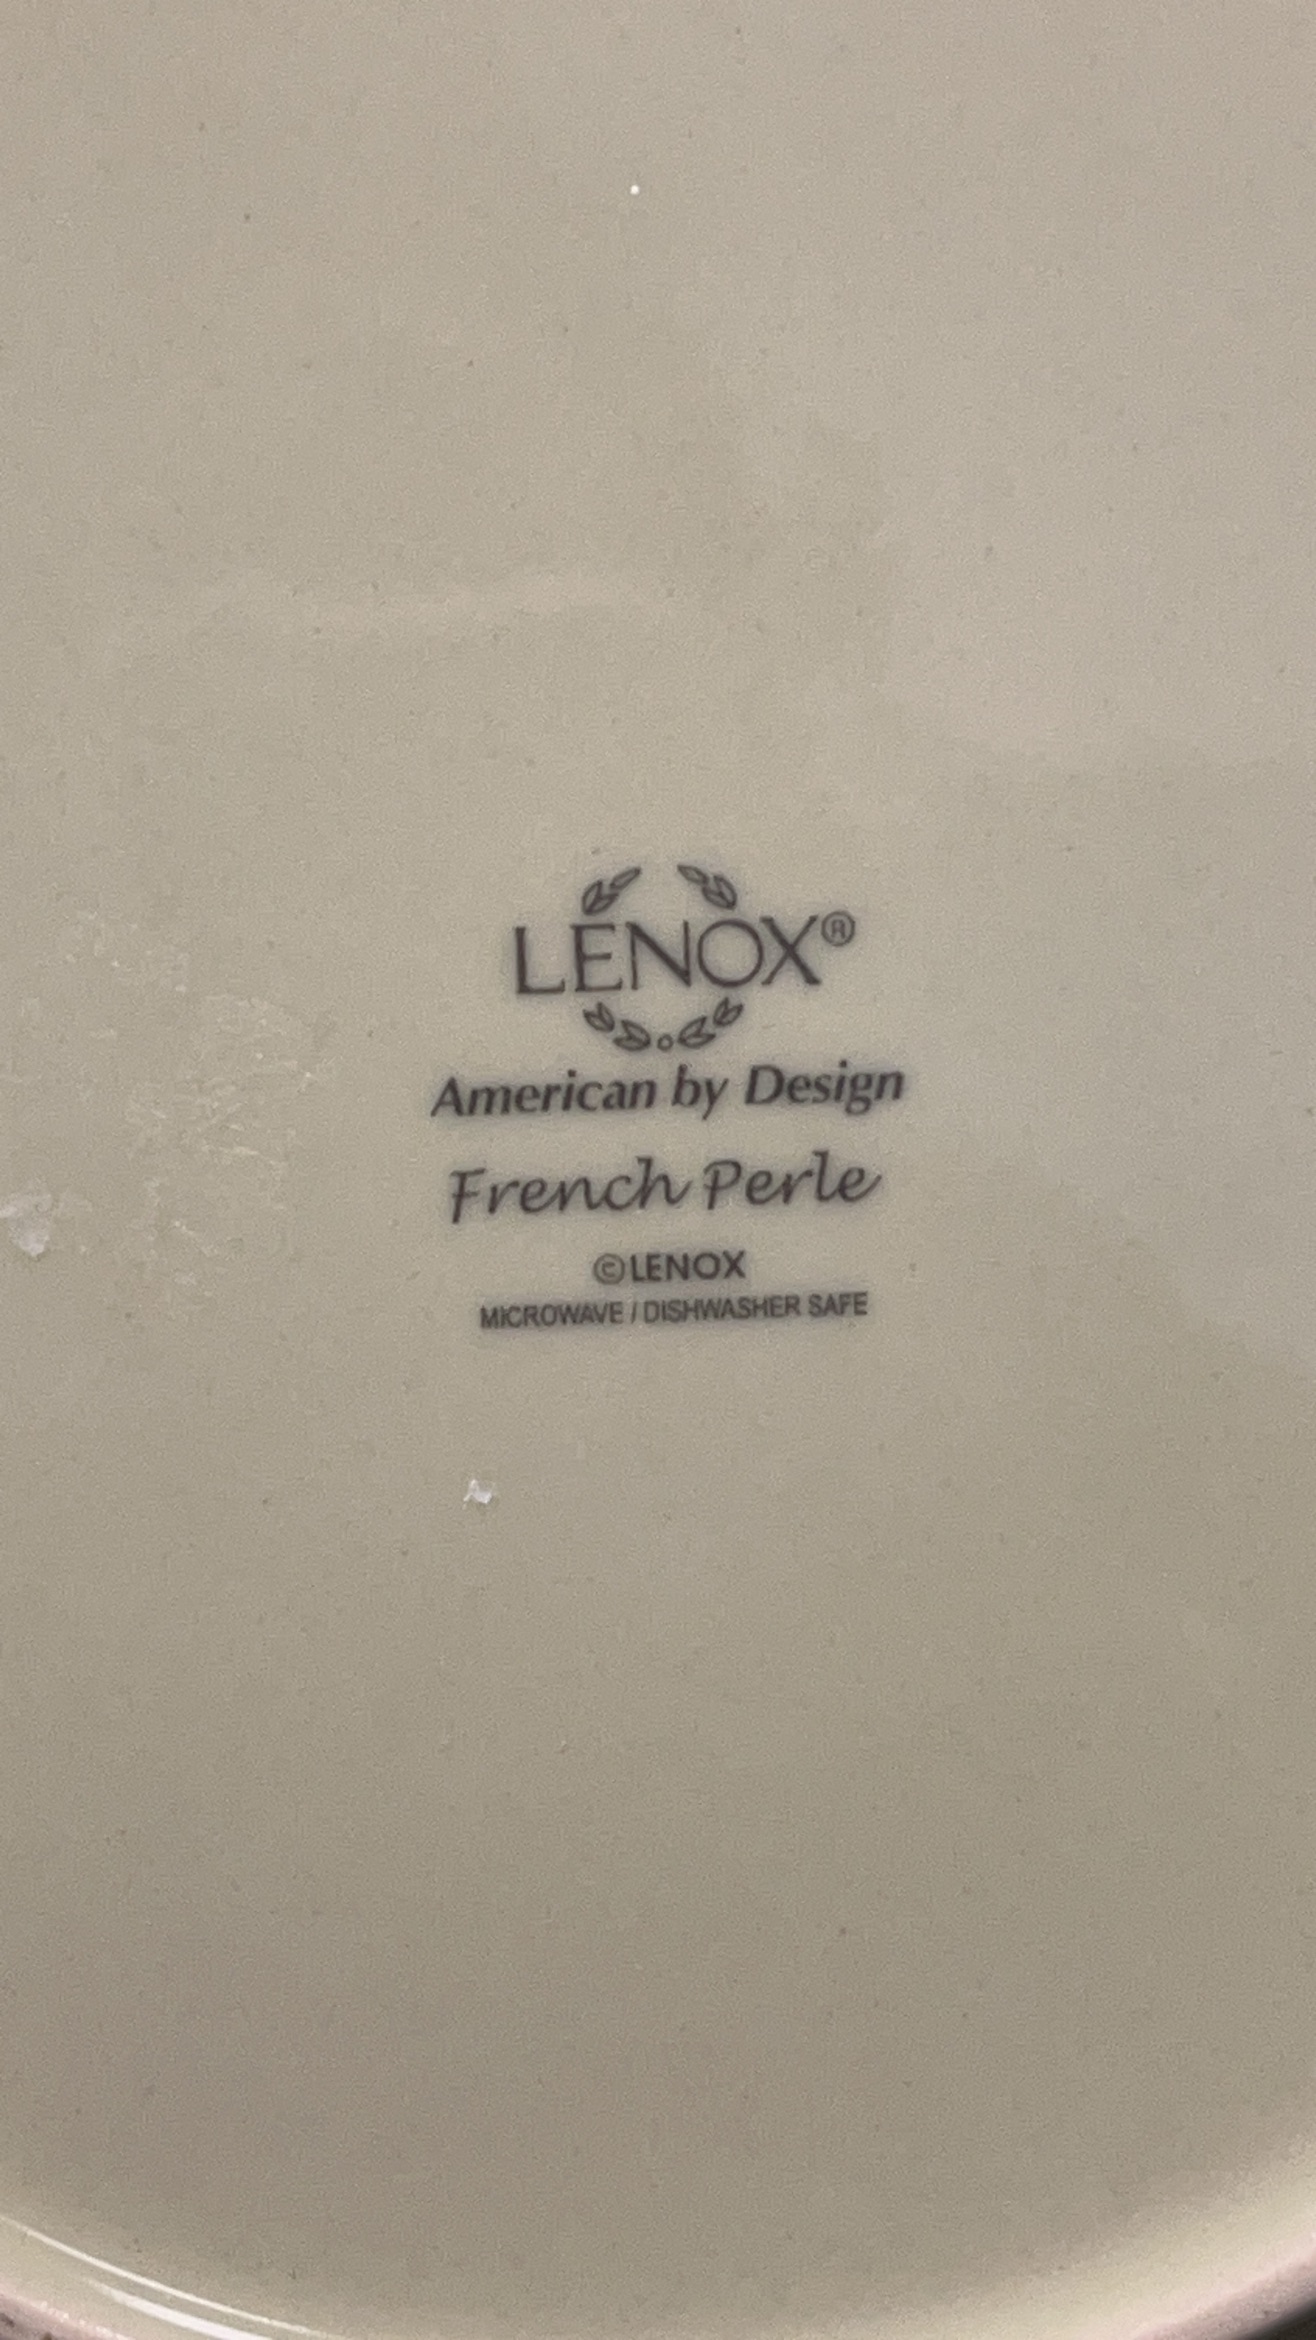 LENOX®
American by Design
French Perle
©LENOX
MICROWAVE / DISHWASHER SAFE